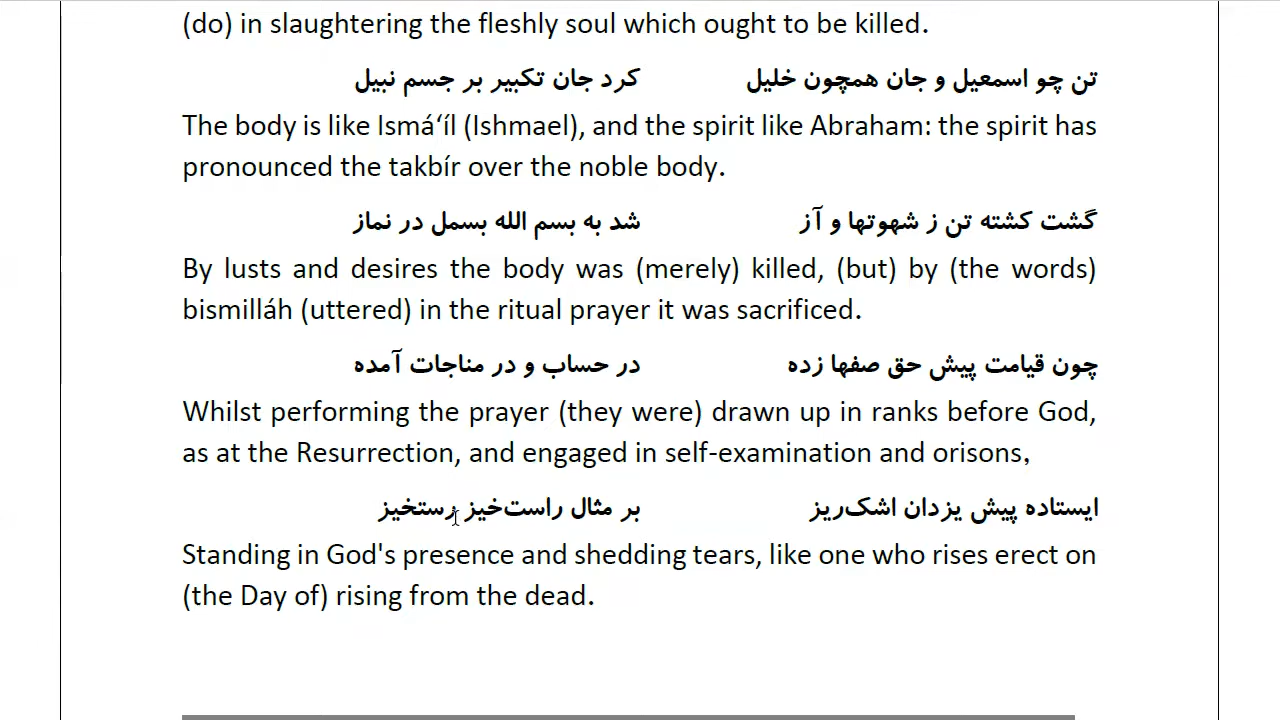 (do) in slaughtering the fleshly soul which ought to be killed.
تن چو اسمعیل و جان همچون خلیل کرد جان تکبیر بر جسم نبیل
The body is like Ismá‘íl (Ishmael), and the spirit like Abraham: the spirit has
pronounced the takbír over the noble body.
گشت کشته تن ز شهوتها و آز شد به بسم الله بسمل در نماز
By lusts and desires the body was (merely) killed, (but) by (the words)
bismilláh (uttered) in the ritual prayer it was sacrificed.
چون قیامت پیش حق صفها زده در حساب و در مناجات آمده
Whilst performing the prayer (they were) drawn up in ranks before God,
as at the Resurrection, and engaged in self-examination and orisons,
ایستاده پیش یزدان اشک‌ریز بر مثال راست‌خیز رستخیز
Standing in God's presence and shedding tears, like one who rises erect on
(the Day of) rising from the dead.